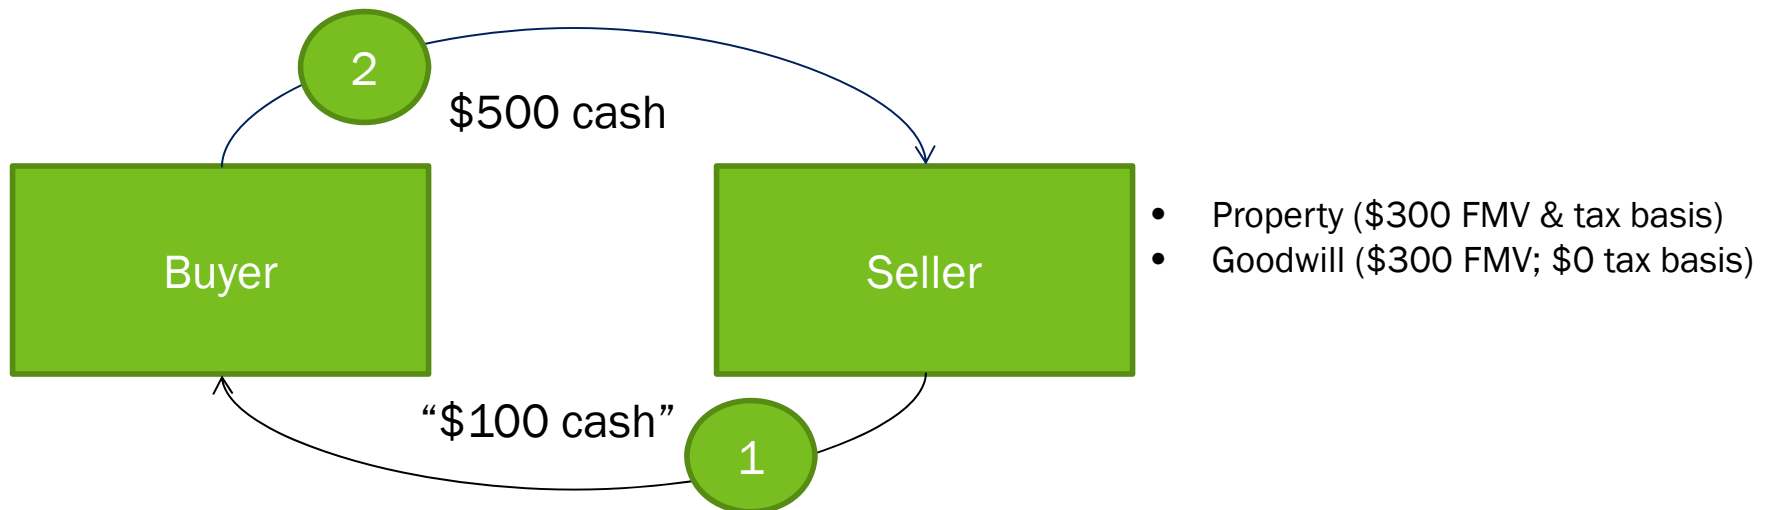 2
$500 cash
Buyer
Seller
• Property ($300 FMV & tax basis)
• Goodwill ($300 FMV; $0 tax basis)
“$100 cash”
1